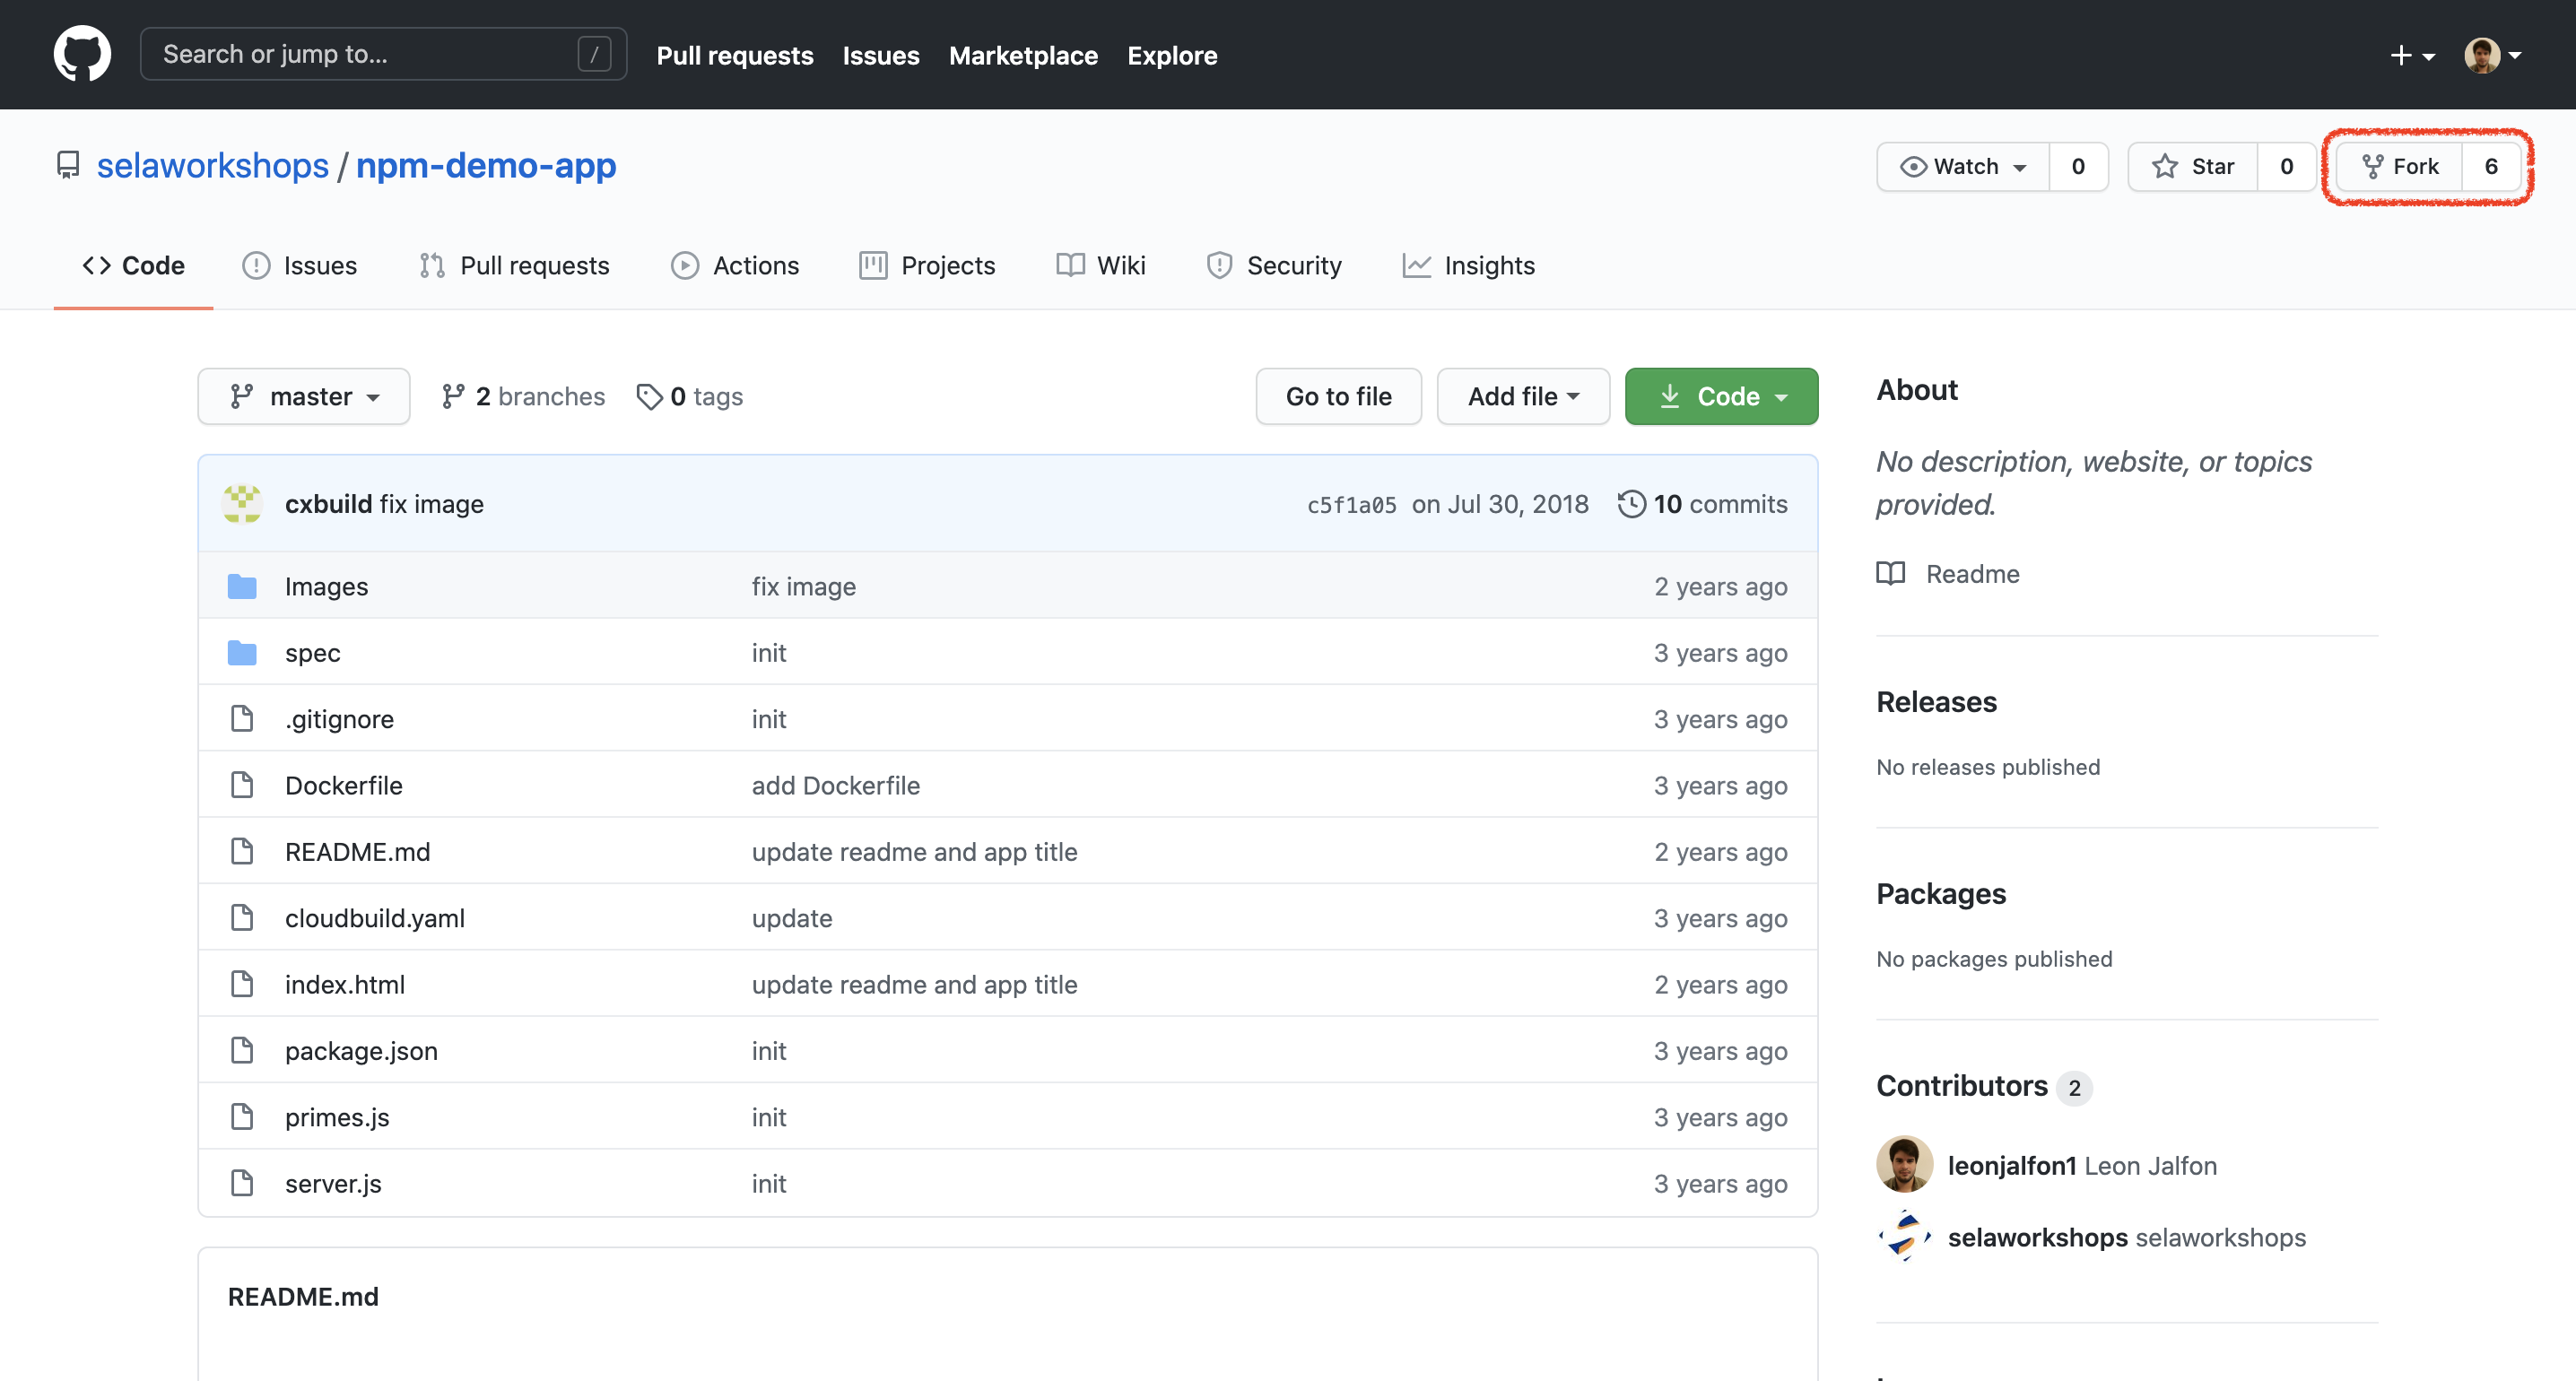 Search or jump to... / Pull requests Issues Marketplace Explore
selaworkshops / npm-demo-app Watch 0 Star 0 Fork 6
Code Issues Pull requests Actions Projects Wiki Security Insights
master 2 branches 0 tags Go to file Add file Code
cxbuild fix image c5f1a05 on Jul 30, 2018 10 commits
Images fix image 2 years ago
spec init 3 years ago
.gitignore init 3 years ago
Dockerfile add Dockerfile 3 years ago
README.md update readme and app title 2 years ago
cloudbuild.yaml update 3 years ago
index.html update readme and app title 2 years ago
package.json init 3 years ago
primes.js init 3 years ago
server.js init 3 years ago
README.md
About
No description, website, or topics
provided.
Readme
Releases
No releases published
Packages
No packages published
Contributors 2
leonjalfon1 Leon Jalfon
selaworkshops selaworkshops